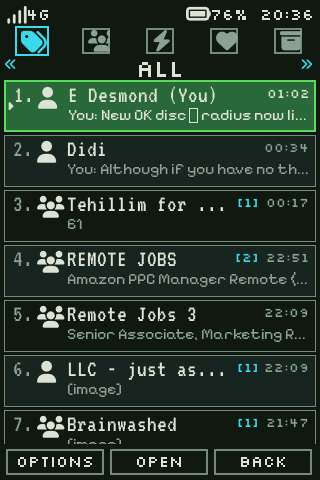 4G 76% 20:36
« »
ALL
1. E Desmond (You) 01:02
You: New OK disc▯radius now li...
2. Didi 00:34
You: Although if you have no th...
3. Tehillim for ... [1] 00:17
61
4. REMOTE JOBS [2] 22:51
Amazon PPC Manager Remote (...
5. Remote Jobs 3 22:09
Senior Associate, Marketing R...
6. LLC - just as... [1] 22:09
(image)
7. Brainwashed [1] 21:47
(image)
OPTIONS OPEN BACK